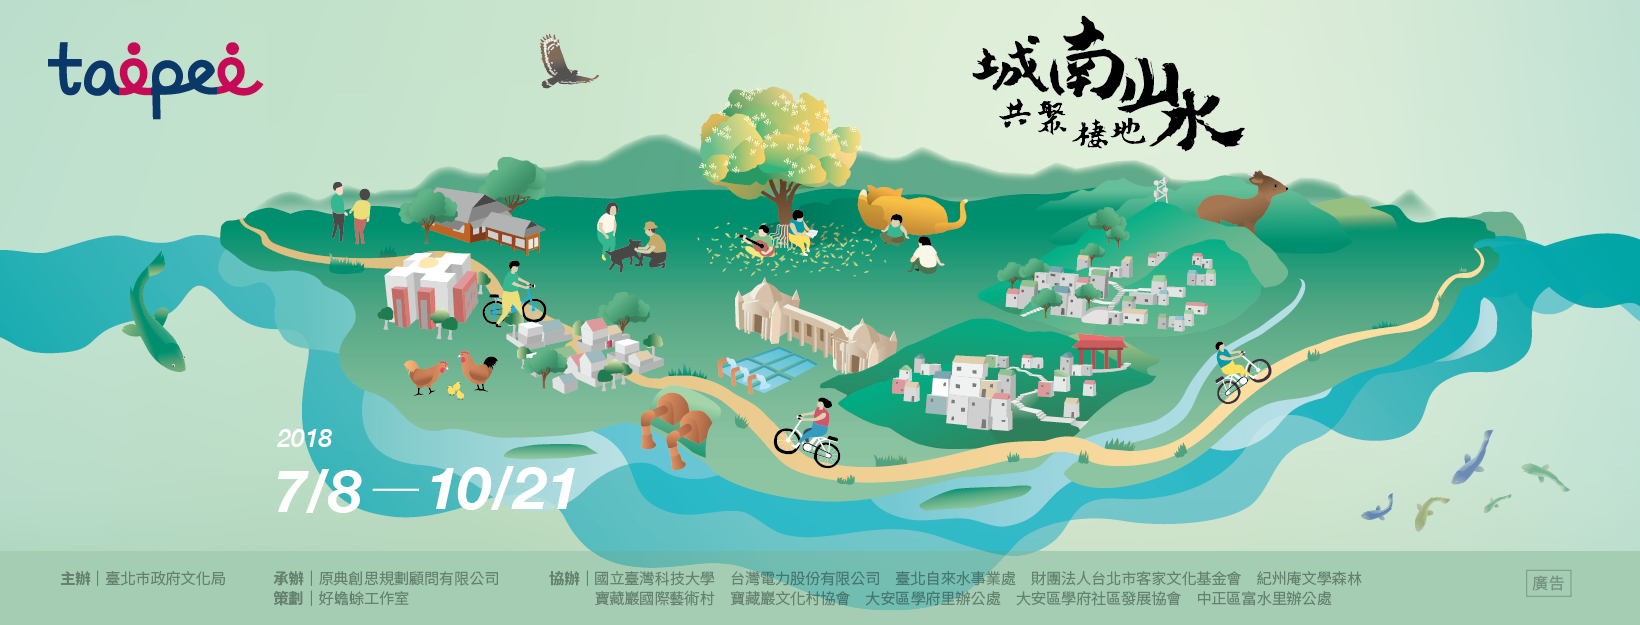 taipei
城南山水
共聚棲地
2018
7/8—10/21
主辦｜臺北市政府文化局
承辦｜原典創思規劃顧問有限公司
策劃｜好蟾蜍工作室
協辦｜國立臺灣科技大學 台灣電力股份有限公司 臺北自來水事業處 財團法人台北市客家文化基金會 紀州庵文學森林
寶藏巖國際藝術村 寶藏巖文化村協會 大安區學府里辦公處 大安區學府社區發展協會 中正區富水里辦公處
廣告